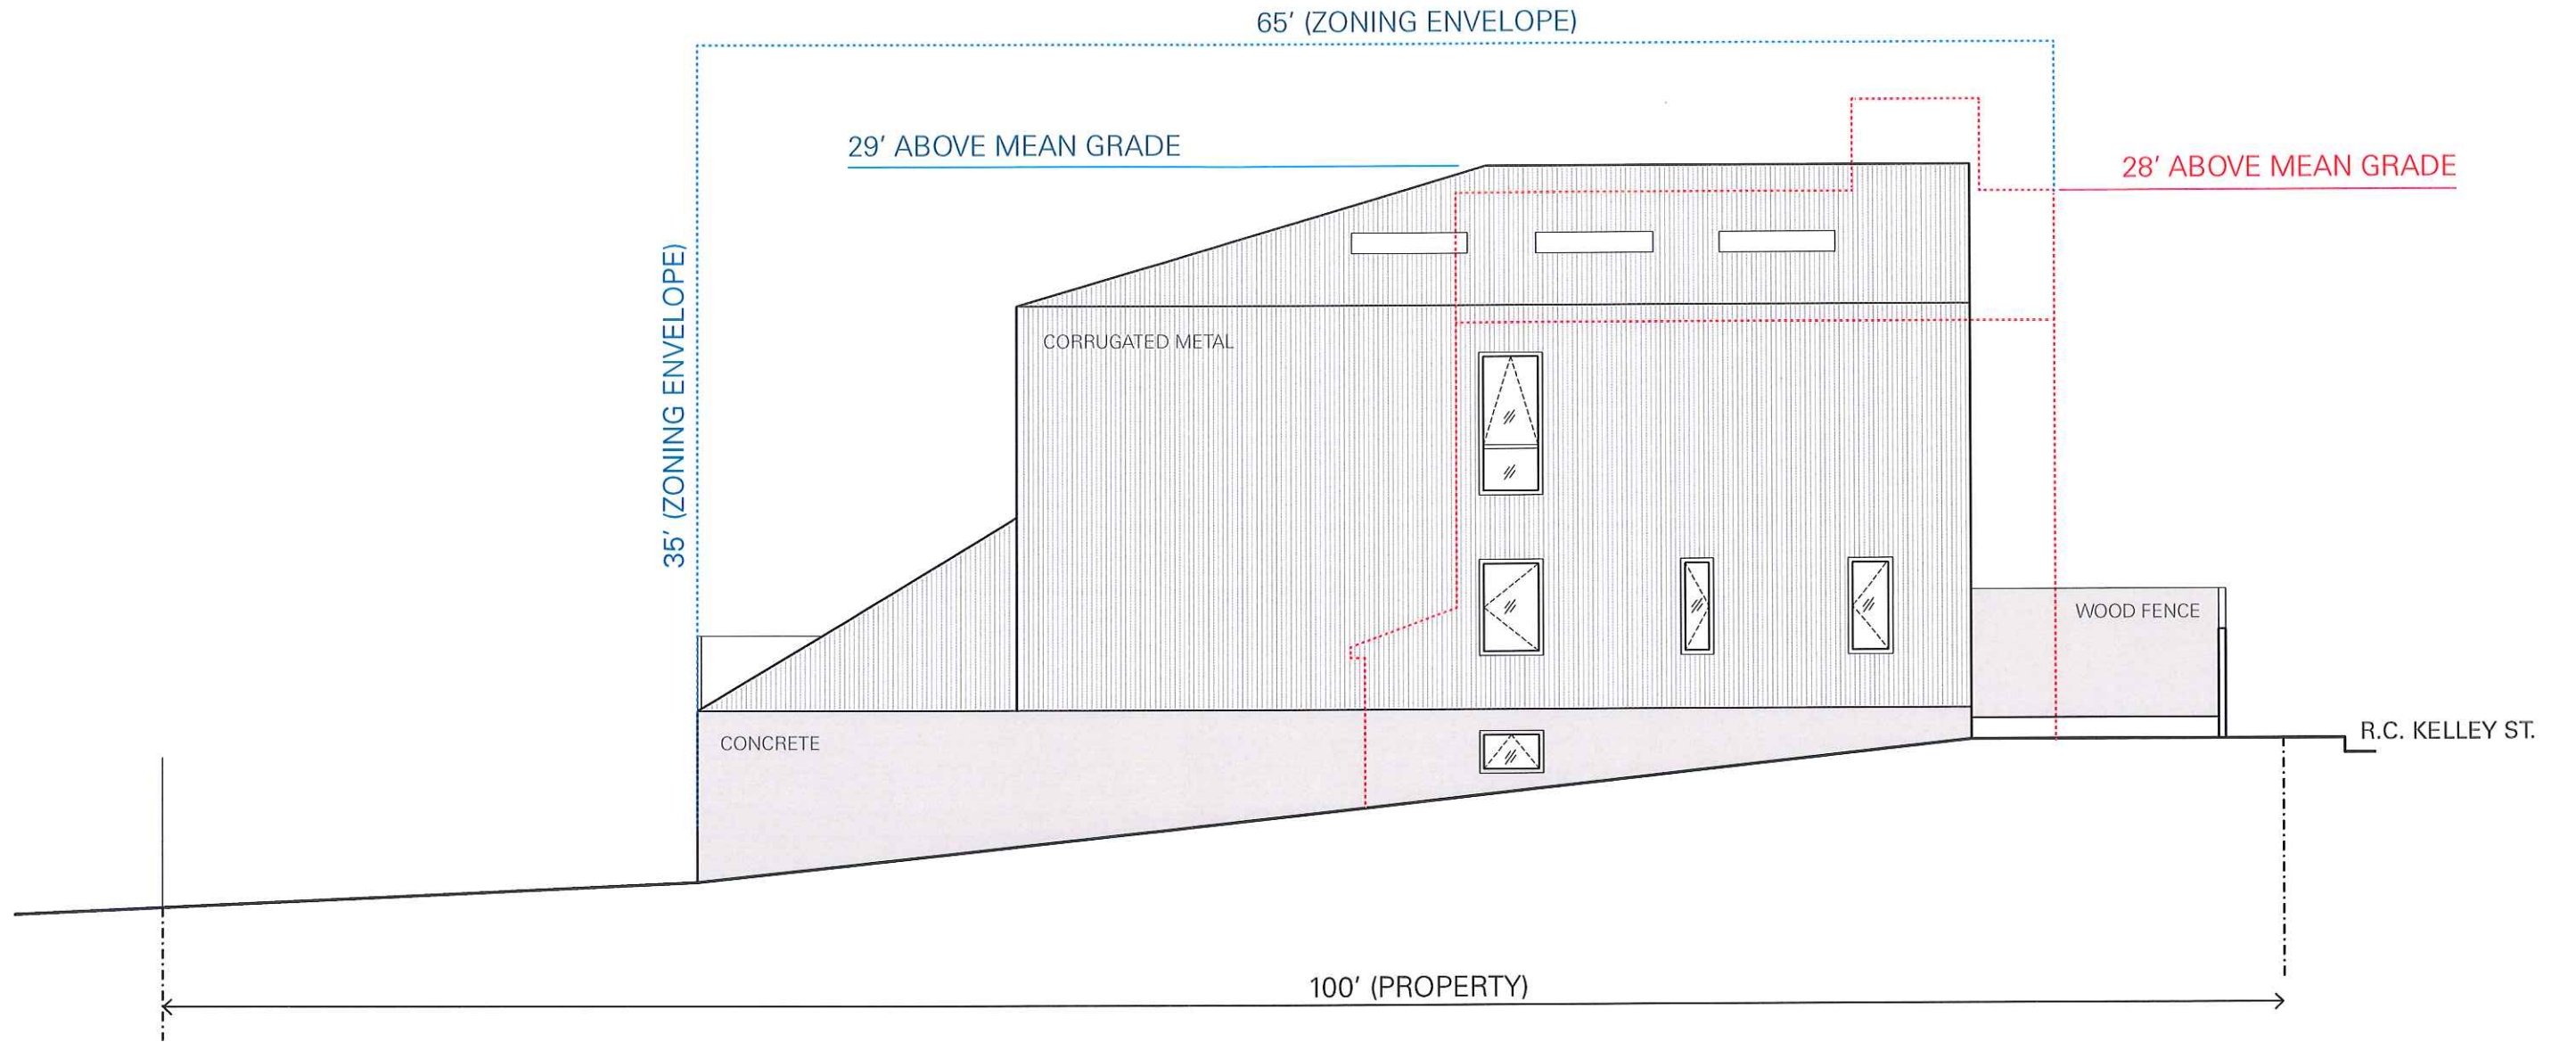 65' (ZONING ENVELOPE)
29' ABOVE MEAN GRADE
28' ABOVE MEAN GRADE
35' (ZONING ENVELOPE)
CORRUGATED METAL
WOOD FENCE
R.C. KELLEY ST.
CONCRETE
100' (PROPERTY)